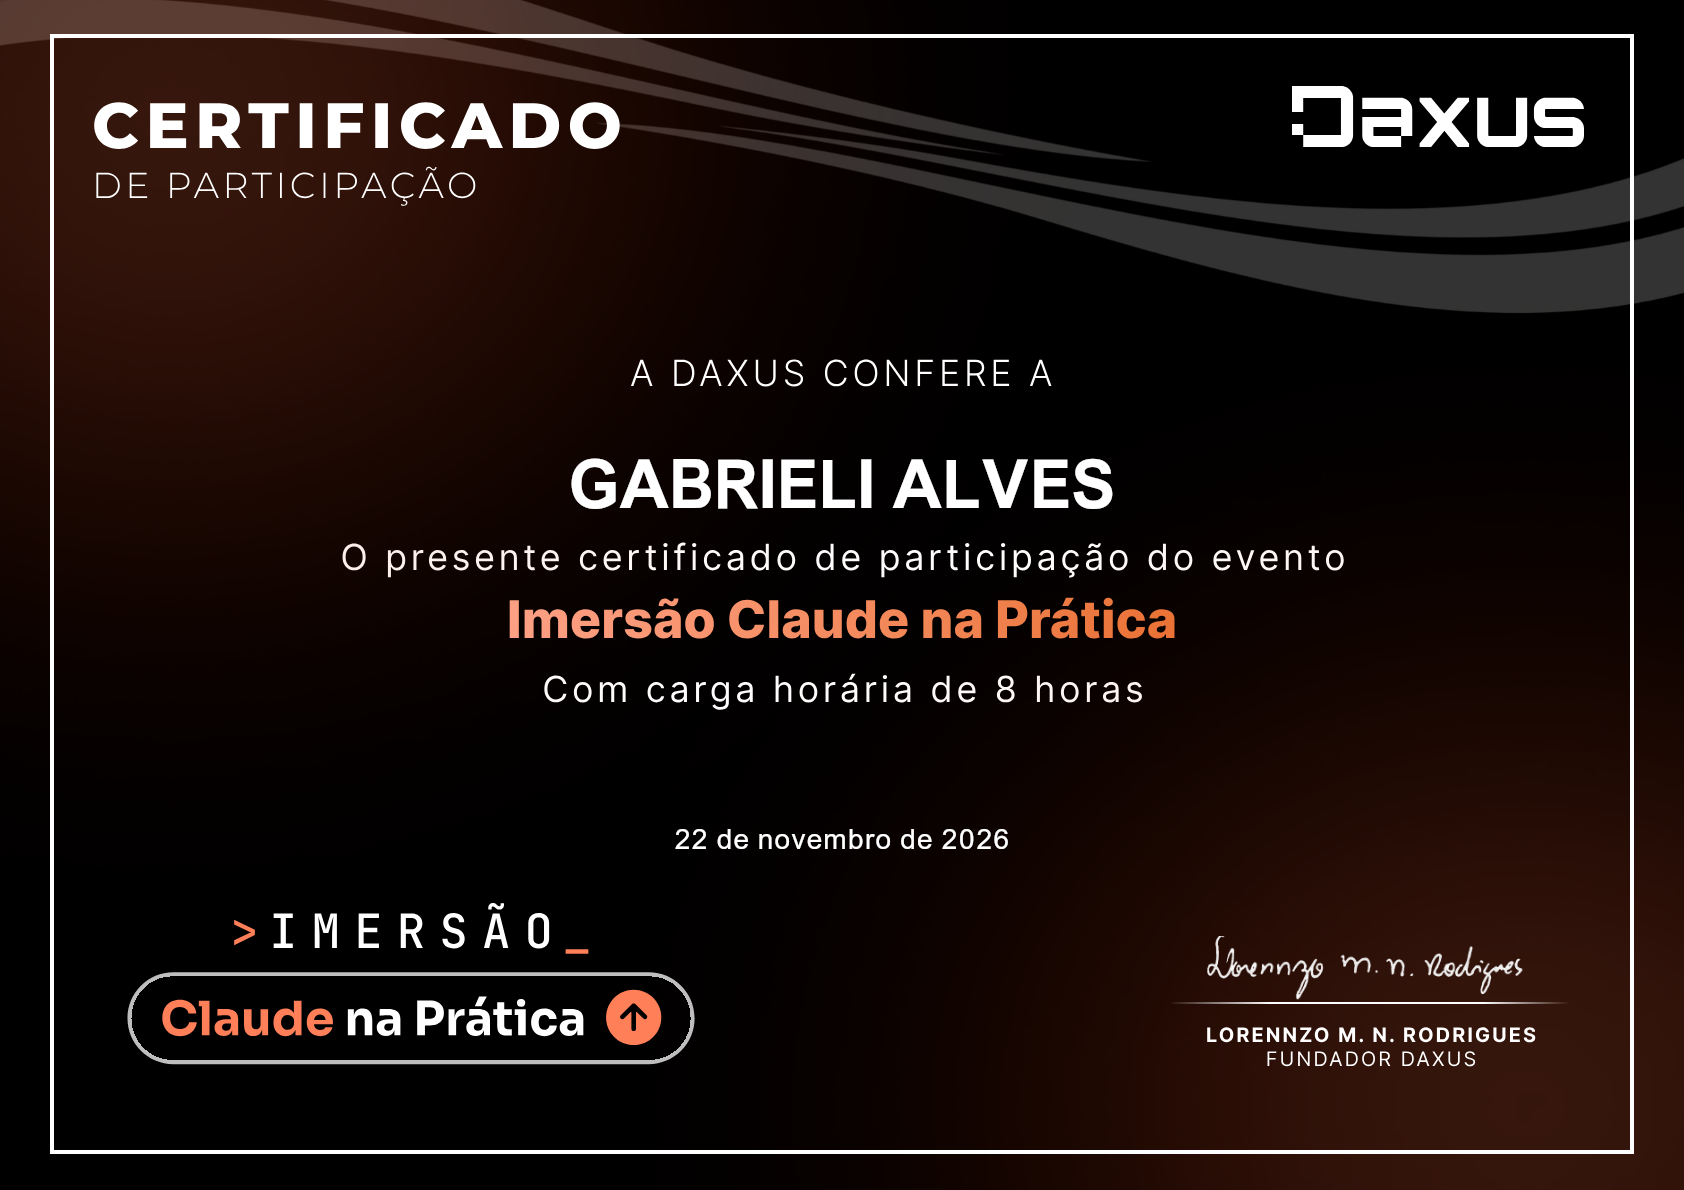 CERTIFICADO
DE PARTICIPAÇÃO
Daxus
A DAXUS CONFERE A
GABRIELI ALVES
O presente certificado de participação do evento
Imersão Claude na Prática
Com carga horária de 8 horas
22 de novembro de 2026
>IMERSÃO_
Claude na Prática
Lorennzo M. N. Rodrigues
LORENNZO M. N. RODRIGUES
FUNDADOR DAXUS